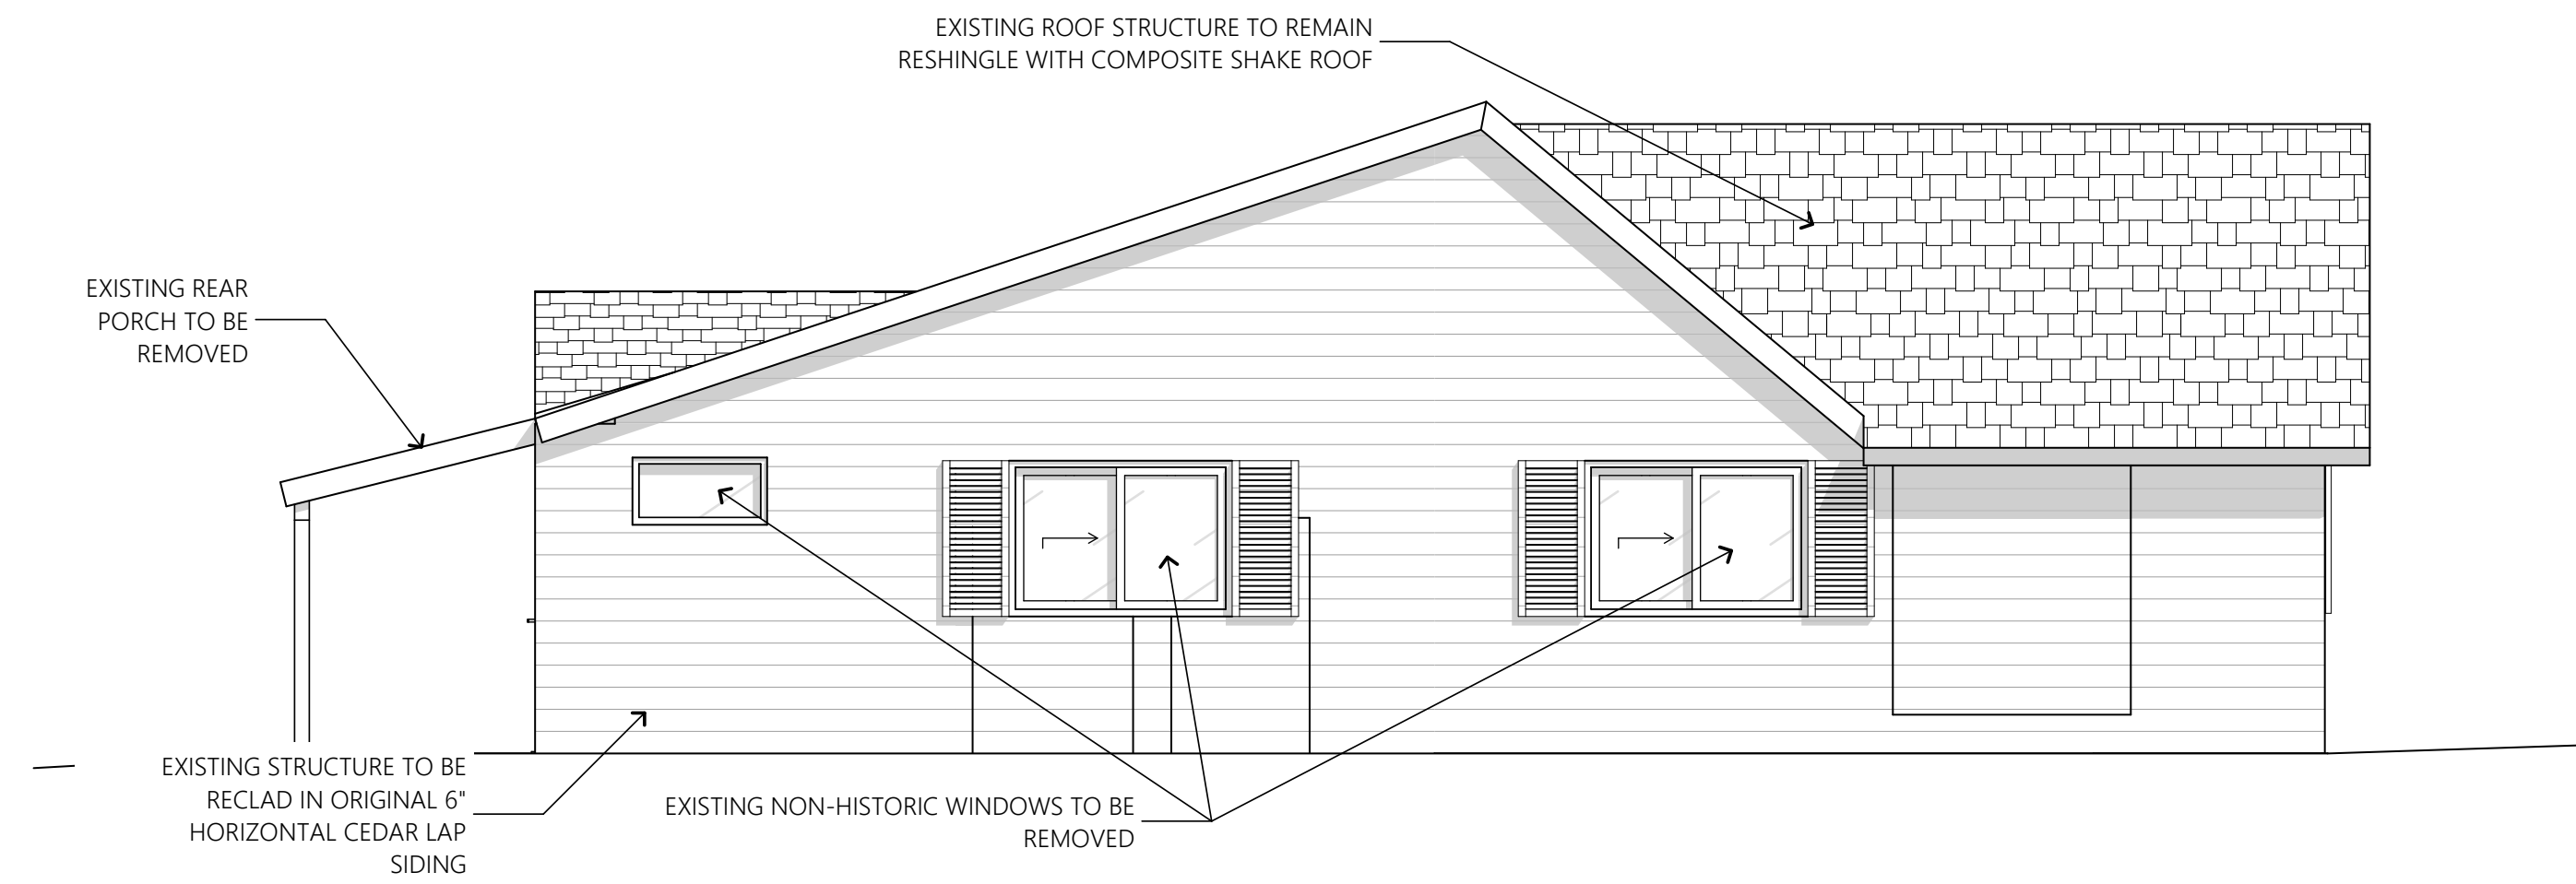 EXISTING ROOF STRUCTURE TO REMAIN
RESHINGLE WITH COMPOSITE SHAKE ROOF
EXISTING REAR
PORCH TO BE
REMOVED
EXISTING STRUCTURE TO BE
RECLAD IN ORIGINAL 6"
HORIZONTAL CEDAR LAP
SIDING
EXISTING NON-HISTORIC WINDOWS TO BE
REMOVED